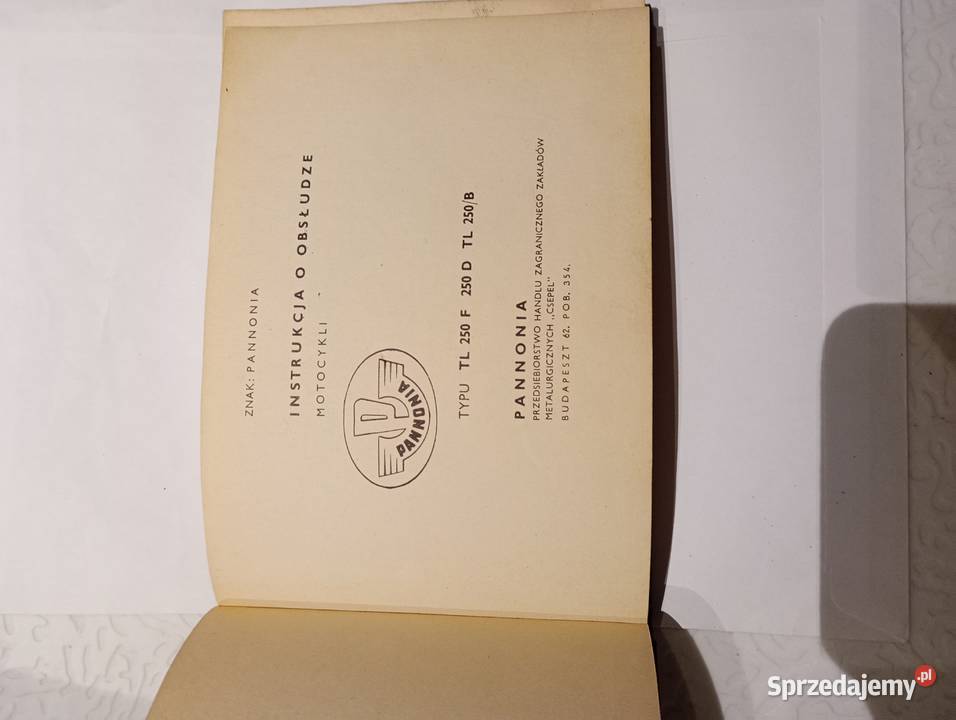 ZNAK: PANNONIA
INSTRUKCJA O OBSŁUDZE
MOTOCYKLI
P
PANNONIA
TYPU TL 250 F 250 D TL 250/B
PANNONIA
PRZEDSIEBIORSTWO HANDLU ZAGRANICZNEGO ZAKŁADÓW
METALURGICZNYCH „CSEPEL"
BUDAPESZT 62. POB. 354.
Sprzedajemy.pl